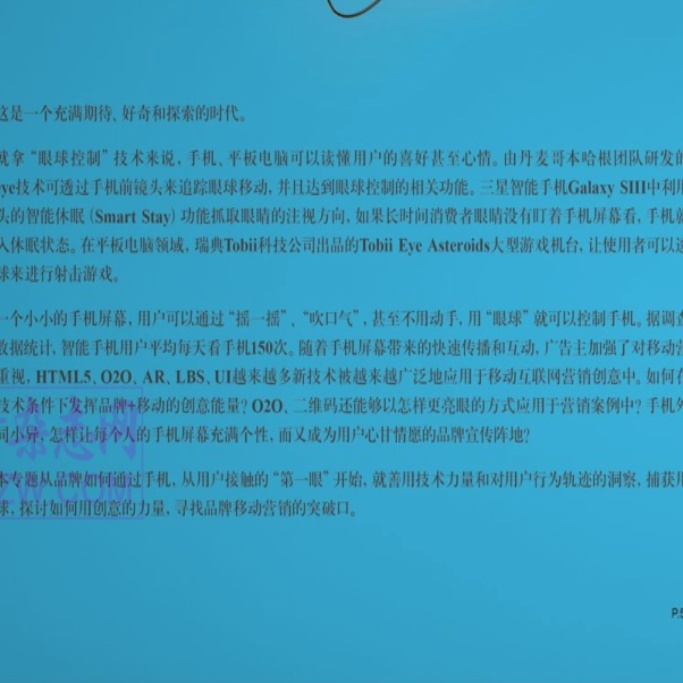 这是一个充满期待、好奇和探索的时代。
就拿“眼球控制”技术来说，手机、平板电脑可以读懂用户的喜好甚至心情。由丹麦哥本哈根团队研发的
eye技术可透过手机前镜头来追踪眼球移动，并且达到眼球控制的相关功能。三星智能手机Galaxy SIII中利用
头的智能休眠（Smart Stay）功能抓取眼睛的注视方向，如果长时间消费者眼睛没有盯着手机屏幕看，手机就
入休眠状态。在平板电脑领域，瑞典Tobii科技公司出品的Tobii Eye Asteroids大型游戏机台，让使用者可以透
球来进行射击游戏。
一个小小的手机屏幕，用户可以通过“摇一摇”、“吹口气”，甚至不用动手，用“眼球”就可以控制手机。据调查
数据统计，智能手机用户平均每天看手机150次。随着手机屏幕带来的快速传播和互动，广告主加强了对移动营
重视，HTML5、O2O、AR、LBS、UI越来越多新技术被越来越广泛地应用于移动互联网营销创意中。如何在
技术条件下发挥品牌+移动的创意能量？O2O、二维码还能够以怎样更亮眼的方式应用于营销案例中？手机外
同小异，怎样让每个人的手机屏幕充满个性，而又成为用户心甘情愿的品牌宣传阵地？
杂志网
本专题从品牌如何通过手机，从用户接触的“第一眼”开始，就善用技术力量和对用户行为轨迹的洞察，捕获用
.COM
球，探讨如何用创意的力量，寻找品牌移动营销的突破口。
P.5